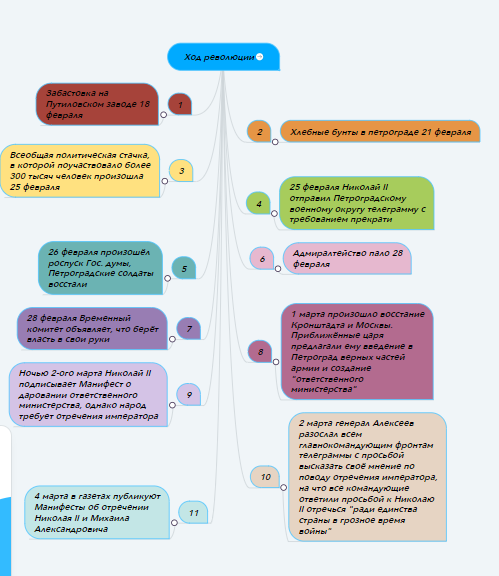 Ход революции
1
Забастовка на
Путиловском заводе 18
февраля
2
Хлебные бунты в петрограде 21 февраля
3
Всеобщая политическая стачка,
в которой поучаствовало более
300 тысяч человек произошла
25 февраля
4
25 февраля Николай II
отправил Петроградскому
военному округу телеграмму с
требованием прекрати
5
26 февраля произошёл
роспуск Гос. думы,
Петроградские солдаты
восстали
6
Адмиралтейство пало 28
февраля
7
28 февраля Временный
комитет объявляет, что берёт
власть в свои руки
8
1 марта произошло восстание
Кронштадта и Москвы.
Приближённые царя
предлагали ему введение в
Петроград верных частей
армии и создание
"ответственного
министерства"
9
Ночью 2-ого марта Николай II
подписывает Манифест о
даровании ответственного
министерства, однако народ
требует отречения императора
10
2 марта генерал Алексеев
разослал всем
главнокомандующим фронтам
телеграммы с просьбой
высказать своё мнение по
поводу отречения императора,
на что все командующие
ответили просьбой к Николаю
II отречься "ради единства
страны в грозное время
войны"
11
4 марта в газетах публикуют
Манифесты об отречении
Николая II и Михаила
Александровича